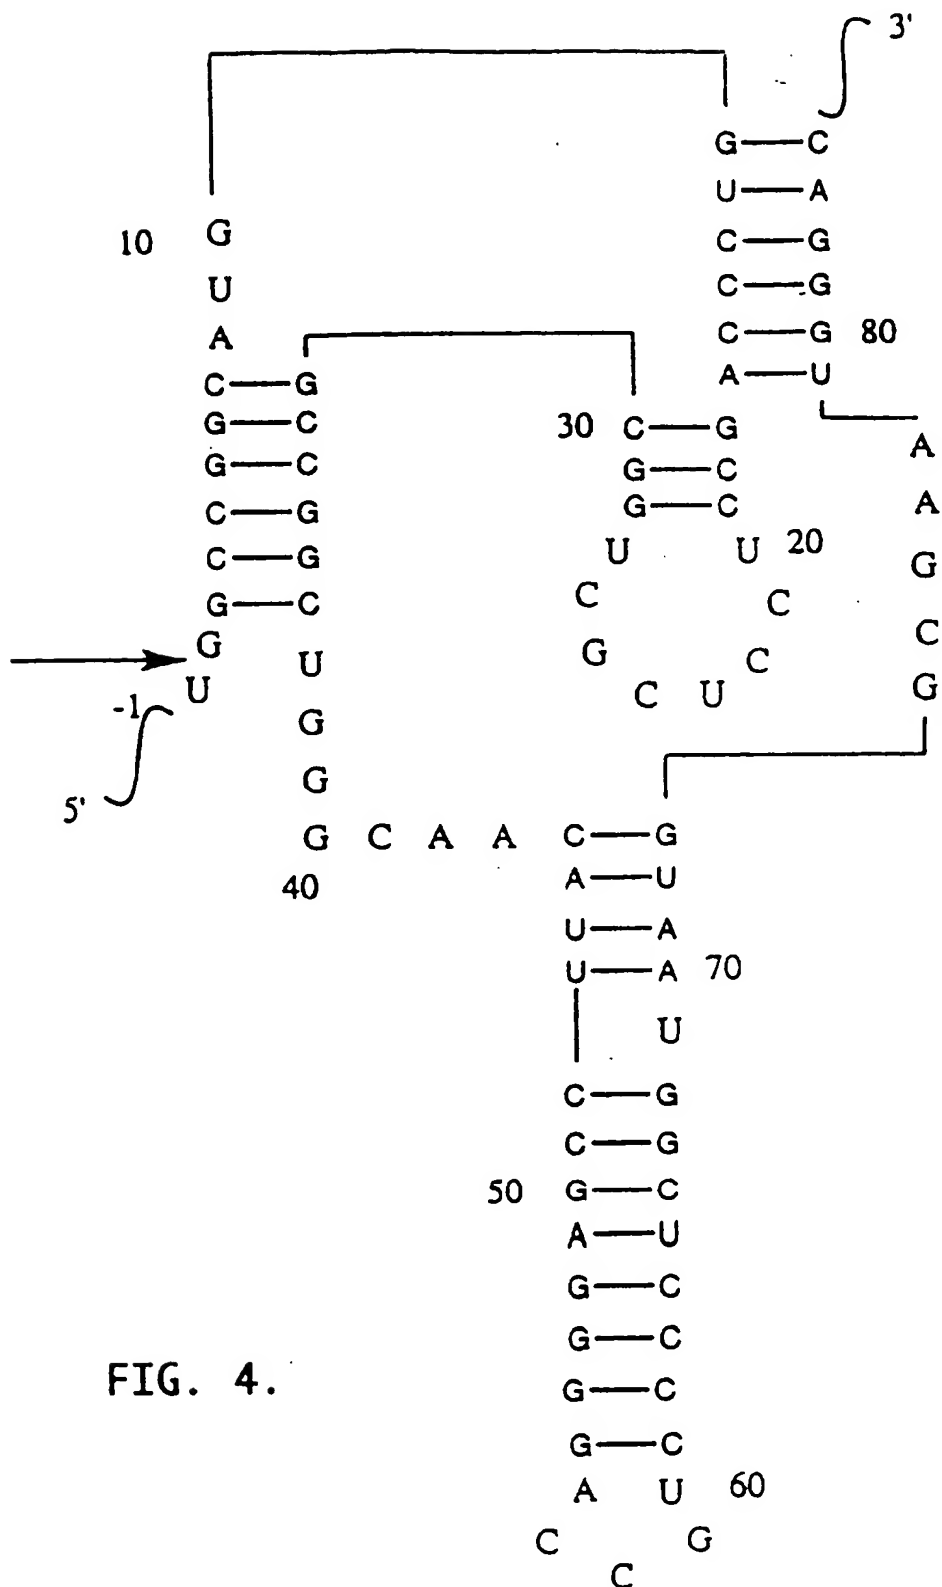 3'
G C
U A
10 G C G
U C G
A C G 80
C G A U
G C 30 C G A
G C G C A
C G G C G
C G U U 20 C
G C C C G
G U G C
-1 U G C U
5' G
G C A A C G
40 A U
U A
U A 70
U
C G
C G
50 G C
A U
G C
G C
FIG. 4. G C
G C
A U 60
C G
C